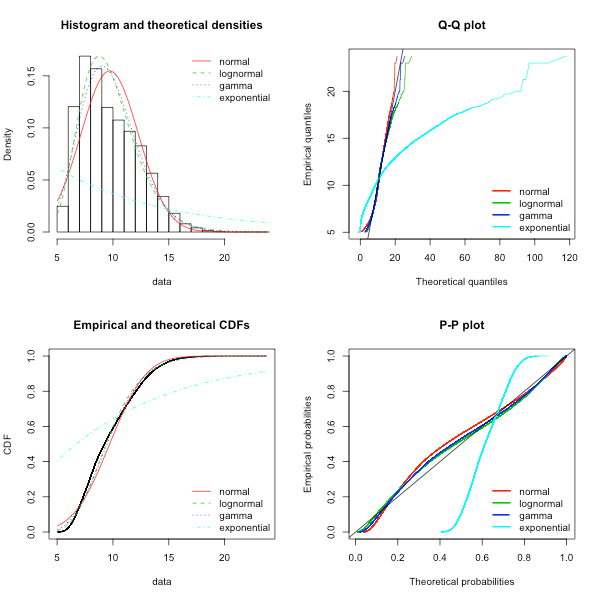 Histogram and theoretical densities
Density
0.00 0.05 0.10 0.15
normal
lognormal
gamma
exponential
5 10 15 20
data
Q-Q plot
Empirical quantiles
5 10 15 20
normal
lognormal
gamma
exponential
0 20 40 60 80 100 120
Theoretical quantiles
Empirical and theoretical CDFs
CDF
0.0 0.2 0.4 0.6 0.8 1.0
normal
lognormal
gamma
exponential
5 10 15 20
data
P-P plot
Empirical probabilities
0.0 0.2 0.4 0.6 0.8 1.0
normal
lognormal
gamma
exponential
0.0 0.2 0.4 0.6 0.8 1.0
Theoretical probabilities